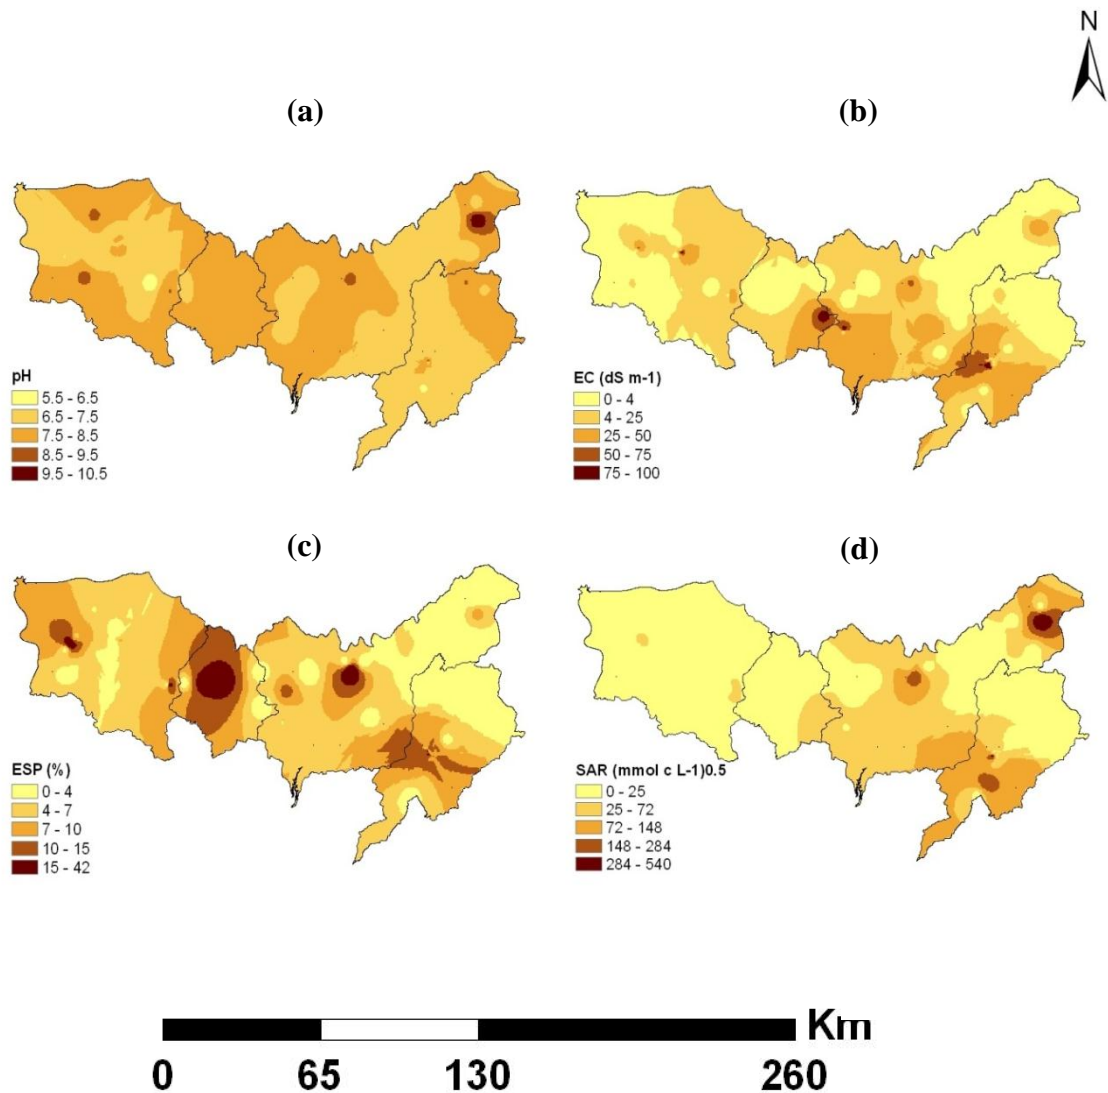 N
(a)
(b)
pH
5.5 - 6.5
6.5 - 7.5
7.5 - 8.5
8.5 - 9.5
9.5 - 10.5
EC (dS m-1)
0 - 4
4 - 25
25 - 50
50 - 75
75 - 100
(c)
(d)
ESP (%)
0 - 4
4 - 7
7 - 10
10 - 15
15 - 42
SAR (mmol c L-1)0.5
0 - 25
25 - 72
72 - 148
148 - 284
284 - 540
Km
0 65 130 260